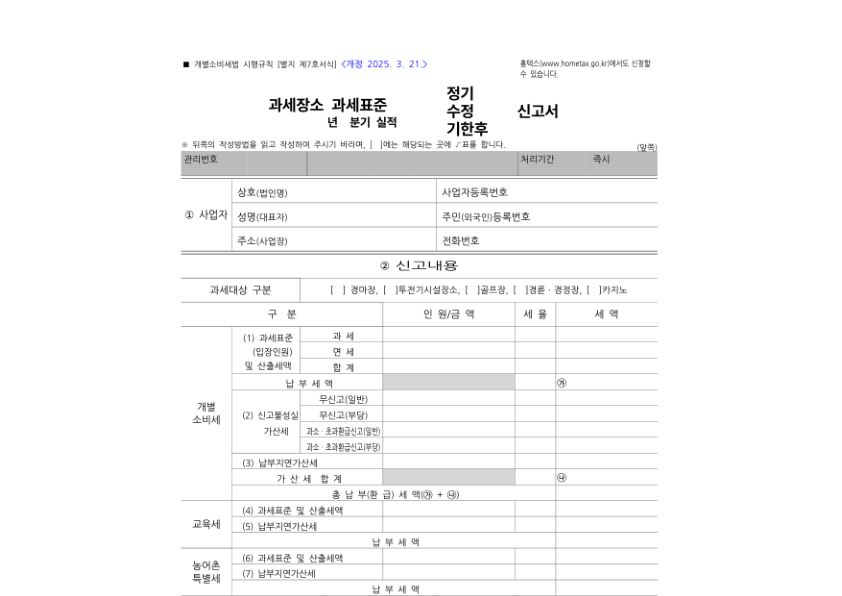 ■ 개별소비세법 시행규칙 [별지 제7호서식] <개정 2025. 3. 21.>
홈텍스(www.hometax.go.kr)에서도 신청할
수 있습니다.
과세장소 과세표준
년 분기 실적
정기
수정
기한후
신고서
※ 뒤쪽의 작성방법을 읽고 작성하여 주시기 바라며, [ ]에는 해당되는 곳에 √표를 합니다.
(앞쪽)
관리번호
처리기간 즉시
① 사업자
상호(법인명) 사업자등록번호
성명(대표자) 주민(외국인)등록번호
주소(사업장) 전화번호
② 신고내용
과세대상 구분 [ ] 경마장, [ ]투전기시설장소, [ ]골프장, [ ]경륜ㆍ경정장, [ ]카지노
구 분 인 원/금 액 세 율 세 액
개별
소비세
(1) 과세표준
(입장인원)
및 산출세액
과 세
면 세
합 계
납 부 세 액 ㉮
(2) 신고불성실
가산세
무신고(일반)
무신고(부당)
과소ㆍ초과환급신고(일반)
과소ㆍ초과환급신고(부당)
(3) 납부지연가산세
가 산 세 합 계 ㉯
총 납 부(환 급) 세 액(㉮ + ㉯)
교육세
(4) 과세표준 및 산출세액
(5) 납부지연가산세
납 부 세 액
농어촌
특별세
(6) 과세표준 및 산출세액
(7) 납부지연가산세
납 부 세 액